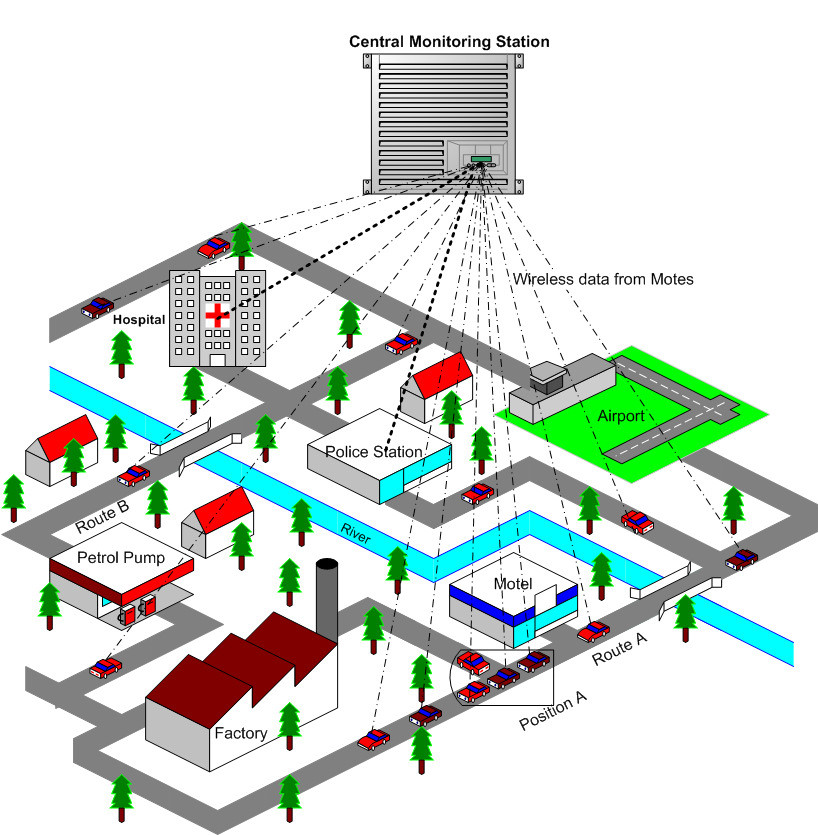 Central Monitoring Station
Wireless data from Motes
Hospital
Airport
Police Station
Route B
River
Petrol Pump
Motel
Route A
Position A
Factory